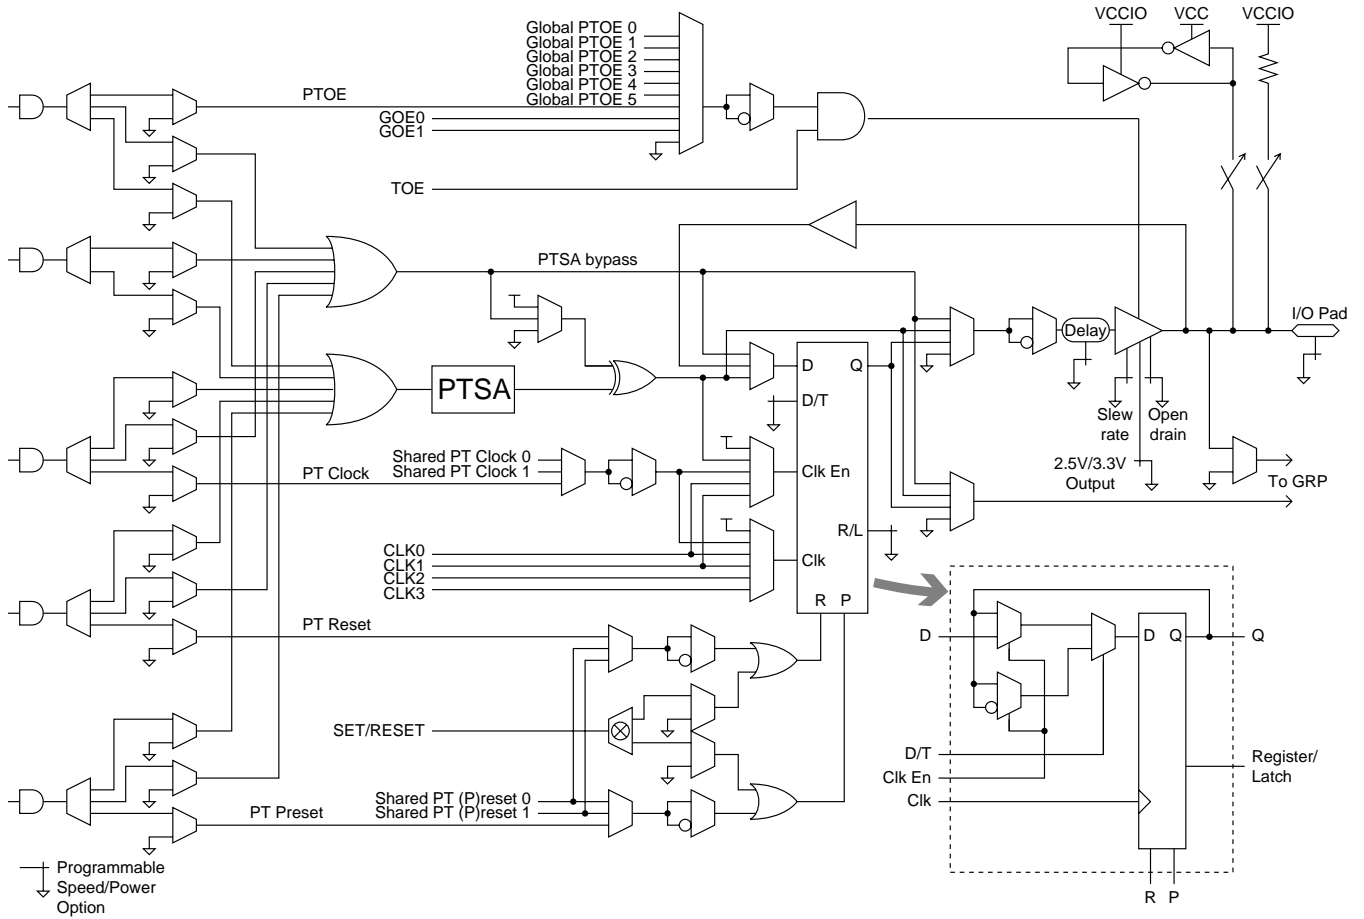 VCCIO
VCC
VCCIO
Global PTOE 0
Global PTOE 1
Global PTOE 2
Global PTOE 3
Global PTOE 4
Global PTOE 5
PTOE
GOE0
GOE1
TOE
PTSA bypass
I/O Pad
Delay
D
Q
PTSA
D/T
Slew
rate
Open
drain
Shared PT Clock 0
Shared PT Clock 1
PT Clock
Clk En
2.5V/3.3V
Output
To GRP
R/L
CLK0
CLK1
CLK2
CLK3
Clk
R P
PT Reset
D
D Q
Q
SET/RESET
D/T
Clk En
Clk
Register/
Latch
Shared PT (P)reset 0
Shared PT (P)reset 1
PT Preset
R P
Programmable
Speed/Power
Option